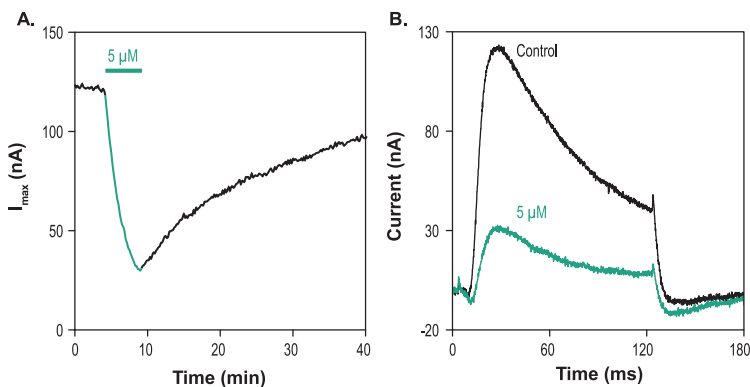 A.
5 µM
150
100
50
0
I_max (nA)
0 10 20 30 40
Time (min)
B.
Control
5 µM
130
80
30
-20
Current (nA)
0 60 120 180
Time (ms)